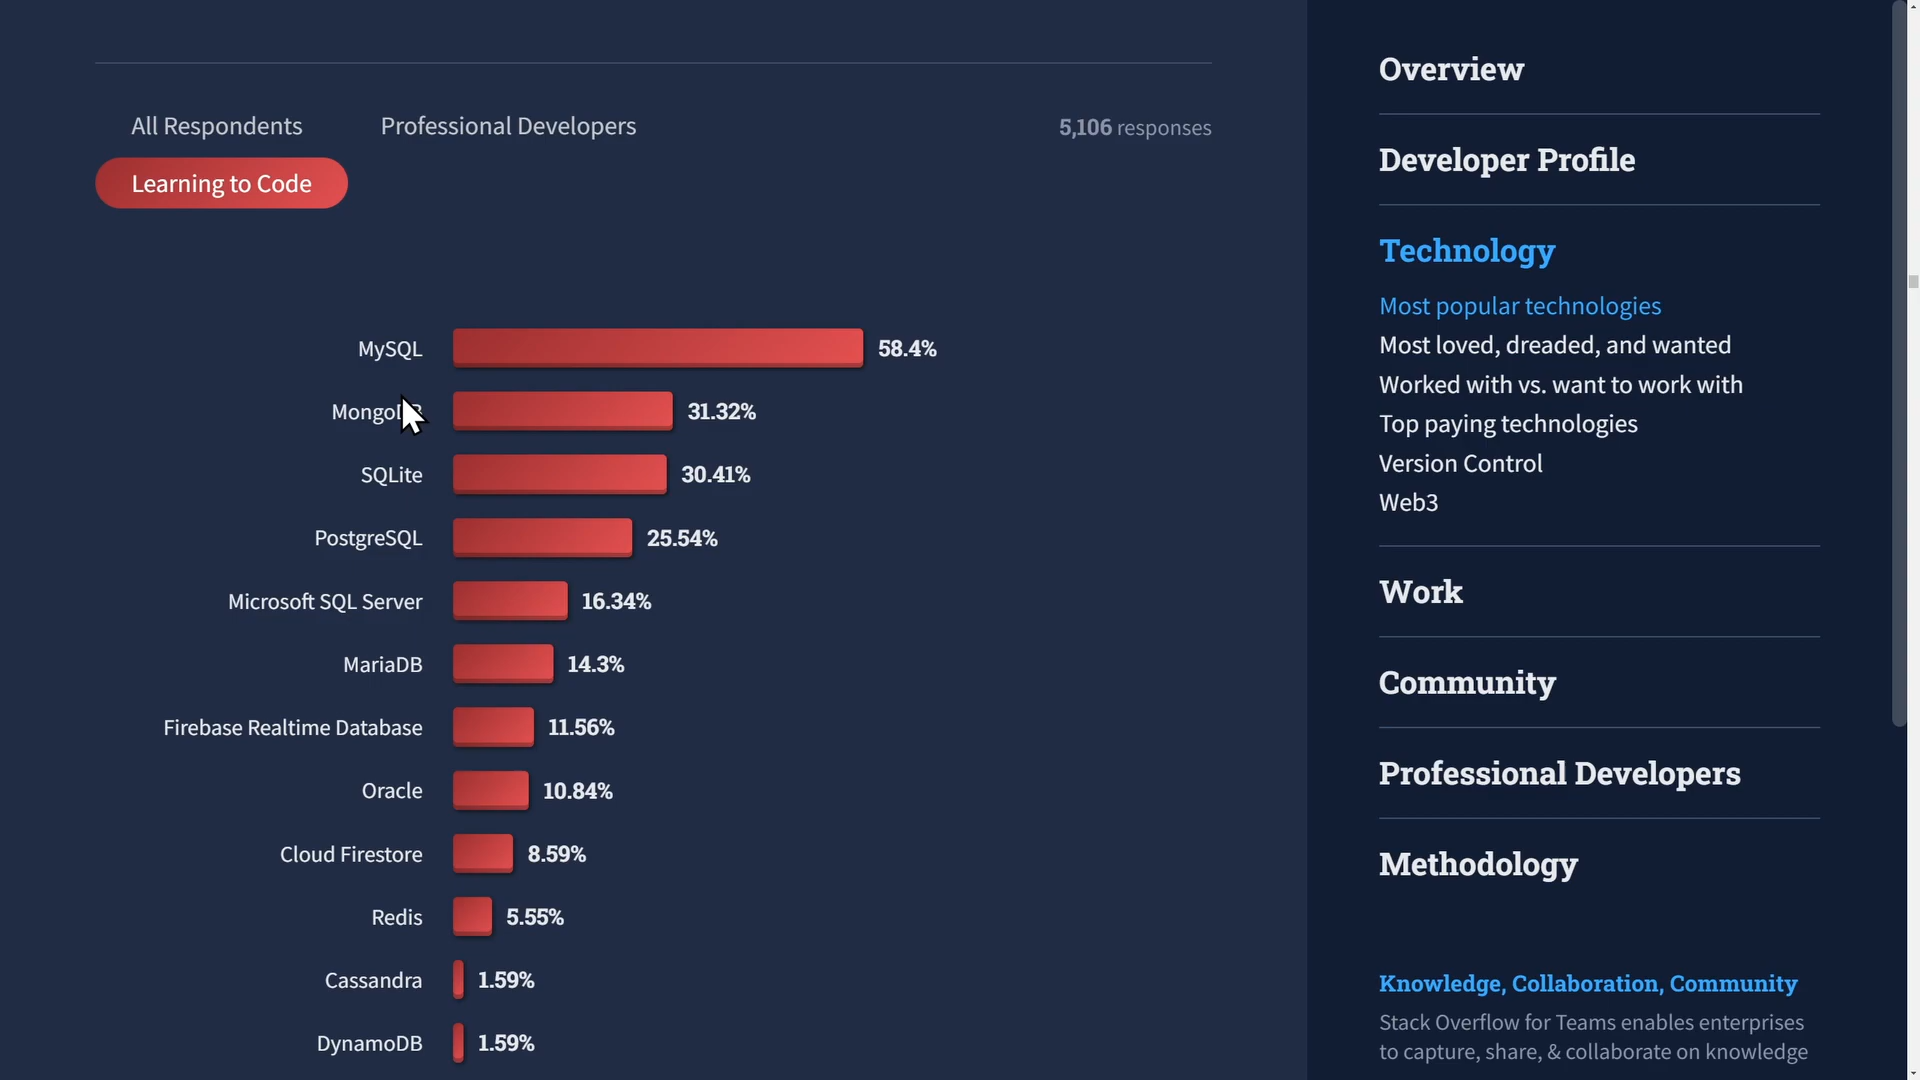 All Respondents
Professional Developers
5,106 responses
Learning to Code
MySQL
58.4%
MongoDB
31.32%
SQLite
30.41%
PostgreSQL
25.54%
Microsoft SQL Server
16.34%
MariaDB
14.3%
Firebase Realtime Database
11.56%
Oracle
10.84%
Cloud Firestore
8.59%
Redis
5.55%
Cassandra
1.59%
DynamoDB
1.59%
Overview
Developer Profile
Technology
Most popular technologies
Most loved, dreaded, and wanted
Worked with vs. want to work with
Top paying technologies
Version Control
Web3
Work
Community
Professional Developers
Methodology
Knowledge, Collaboration, Community
Stack Overflow for Teams enables enterprises
to capture, share, & collaborate on knowledge